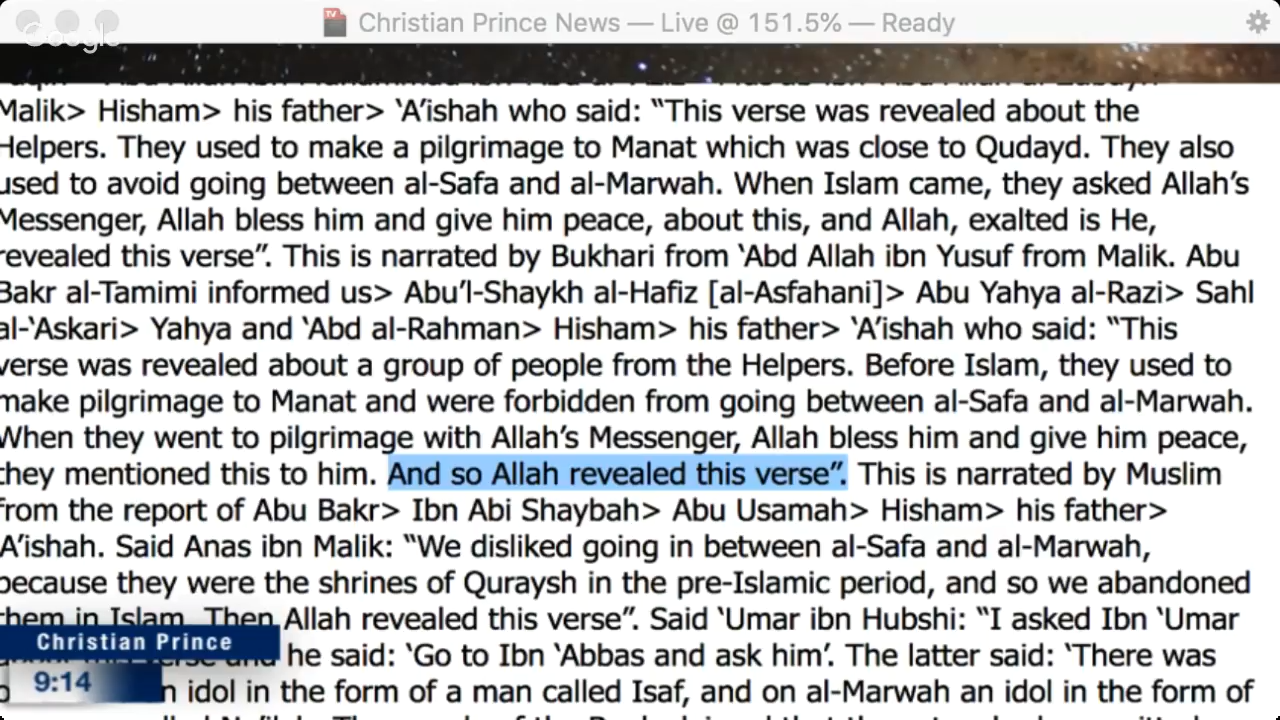 Christian Prince News — Live @ 151.5% — Ready
Google
Malik> Hisham> his father> ‘A’ishah who said: “This verse was revealed about the
Helpers. They used to make a pilgrimage to Manat which was close to Qudayd. They also
used to avoid going between al-Safa and al-Marwah. When Islam came, they asked Allah’s
Messenger, Allah bless him and give him peace, about this, and Allah, exalted is He,
revealed this verse”. This is narrated by Bukhari from ‘Abd Allah ibn Yusuf from Malik. Abu
Bakr al-Tamimi informed us> Abu’l-Shaykh al-Hafiz [al-Asfahani]> Abu Yahya al-Razi> Sahl
al-‘Askari> Yahya and ‘Abd al-Rahman> Hisham> his father> ‘A’ishah who said: “This
verse was revealed about a group of people from the Helpers. Before Islam, they used to
make pilgrimage to Manat and were forbidden from going between al-Safa and al-Marwah.
When they went to pilgrimage with Allah’s Messenger, Allah bless him and give him peace,
they mentioned this to him. And so Allah revealed this verse”. This is narrated by Muslim
from the report of Abu Bakr> Ibn Abi Shaybah> Abu Usamah> Hisham> his father>
A’ishah. Said Anas ibn Malik: “We disliked going in between al-Safa and al-Marwah,
because they were the shrines of Quraysh in the pre-Islamic period, and so we abandoned
them in Islam. Then Allah revealed this verse”. Said ‘Umar ibn Hubshi: “I asked Ibn ‘Umar
he said: ‘Go to Ibn ‘Abbas and ask him’. The latter said: ‘There was
idol in the form of a man called Isaf, and on al-Marwah an idol in the form of
Christian Prince
9:14